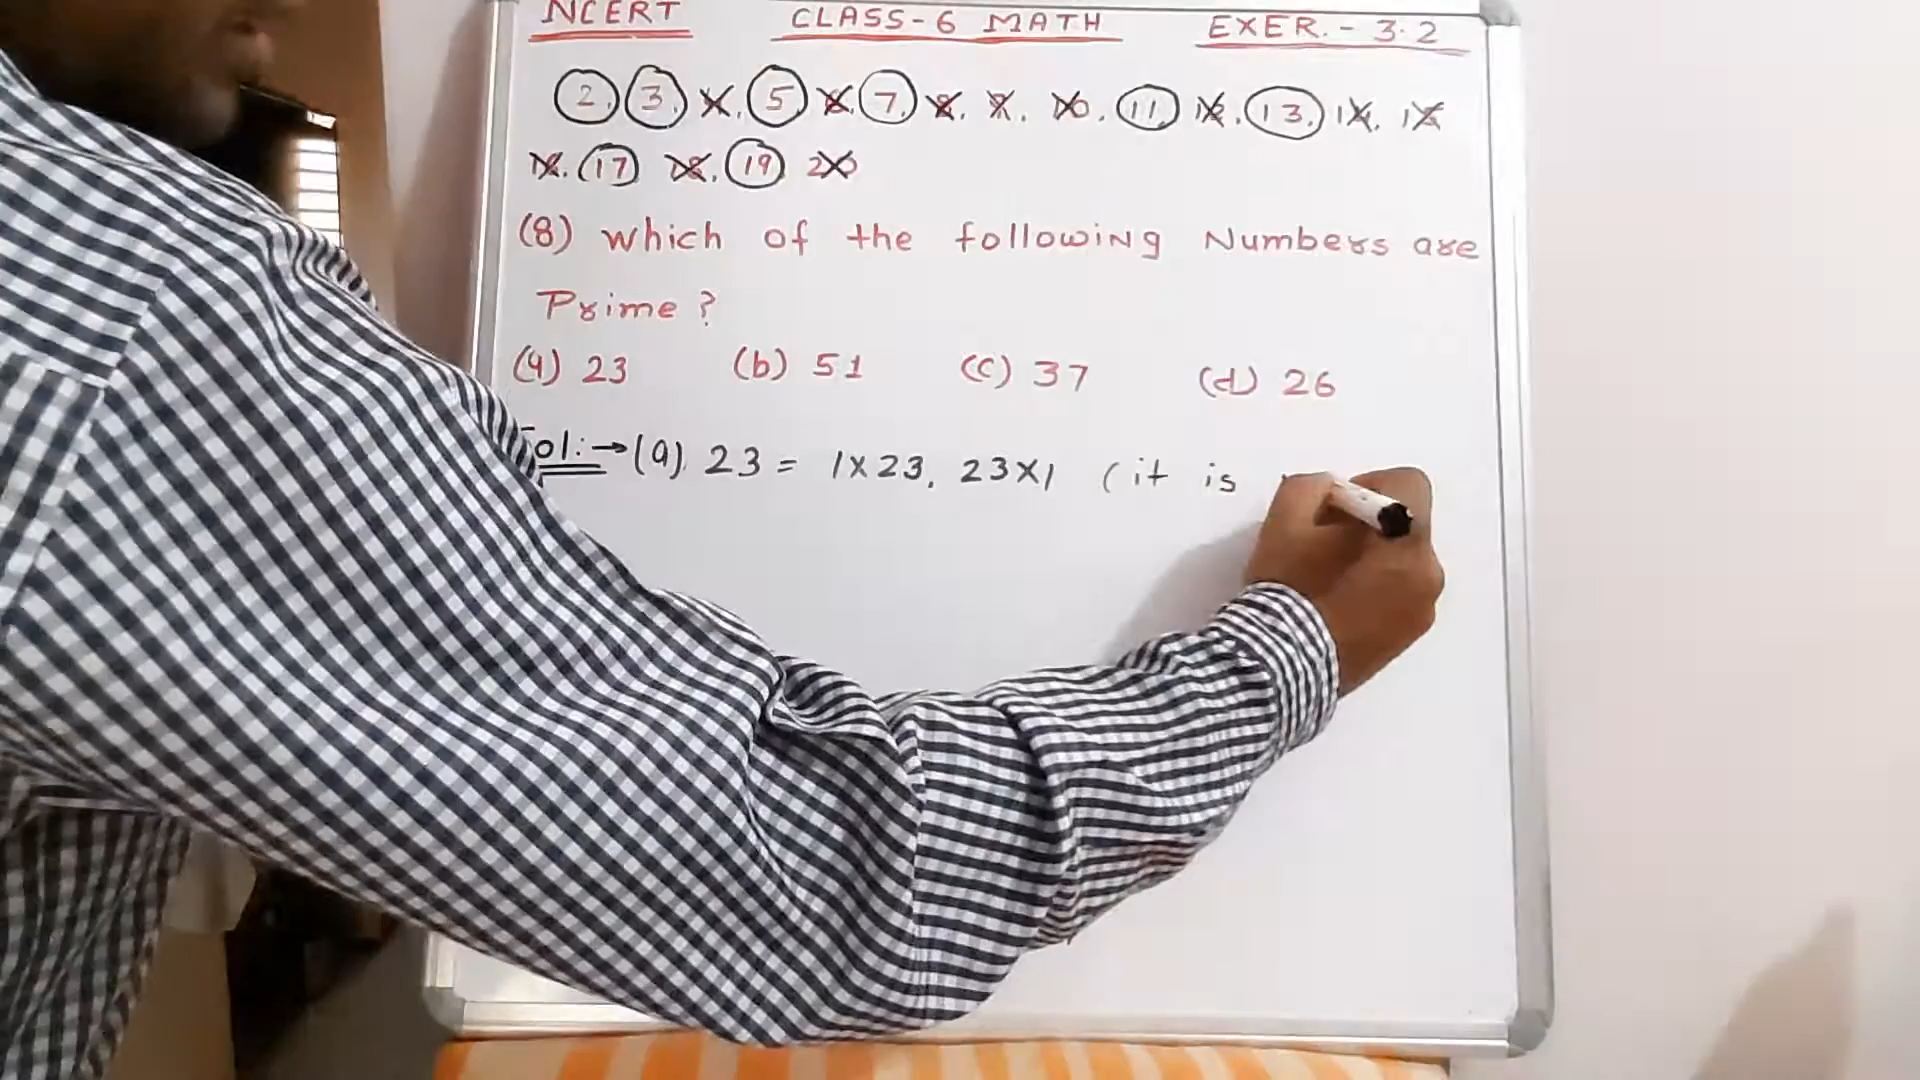 NCERT CLASS-6 MATH EXER.- 3.2
2, 3, 4, 5, 6, 7, 8, 9, 10, 11, 12, 13, 14, 15
16, 17 18, 19 20
(8) which of the following Numbers are
Prime?
(a) 23 (b) 51 (c) 37 (d) 26
Sol:→(a) 23 = 1×23, 23×1 (it is